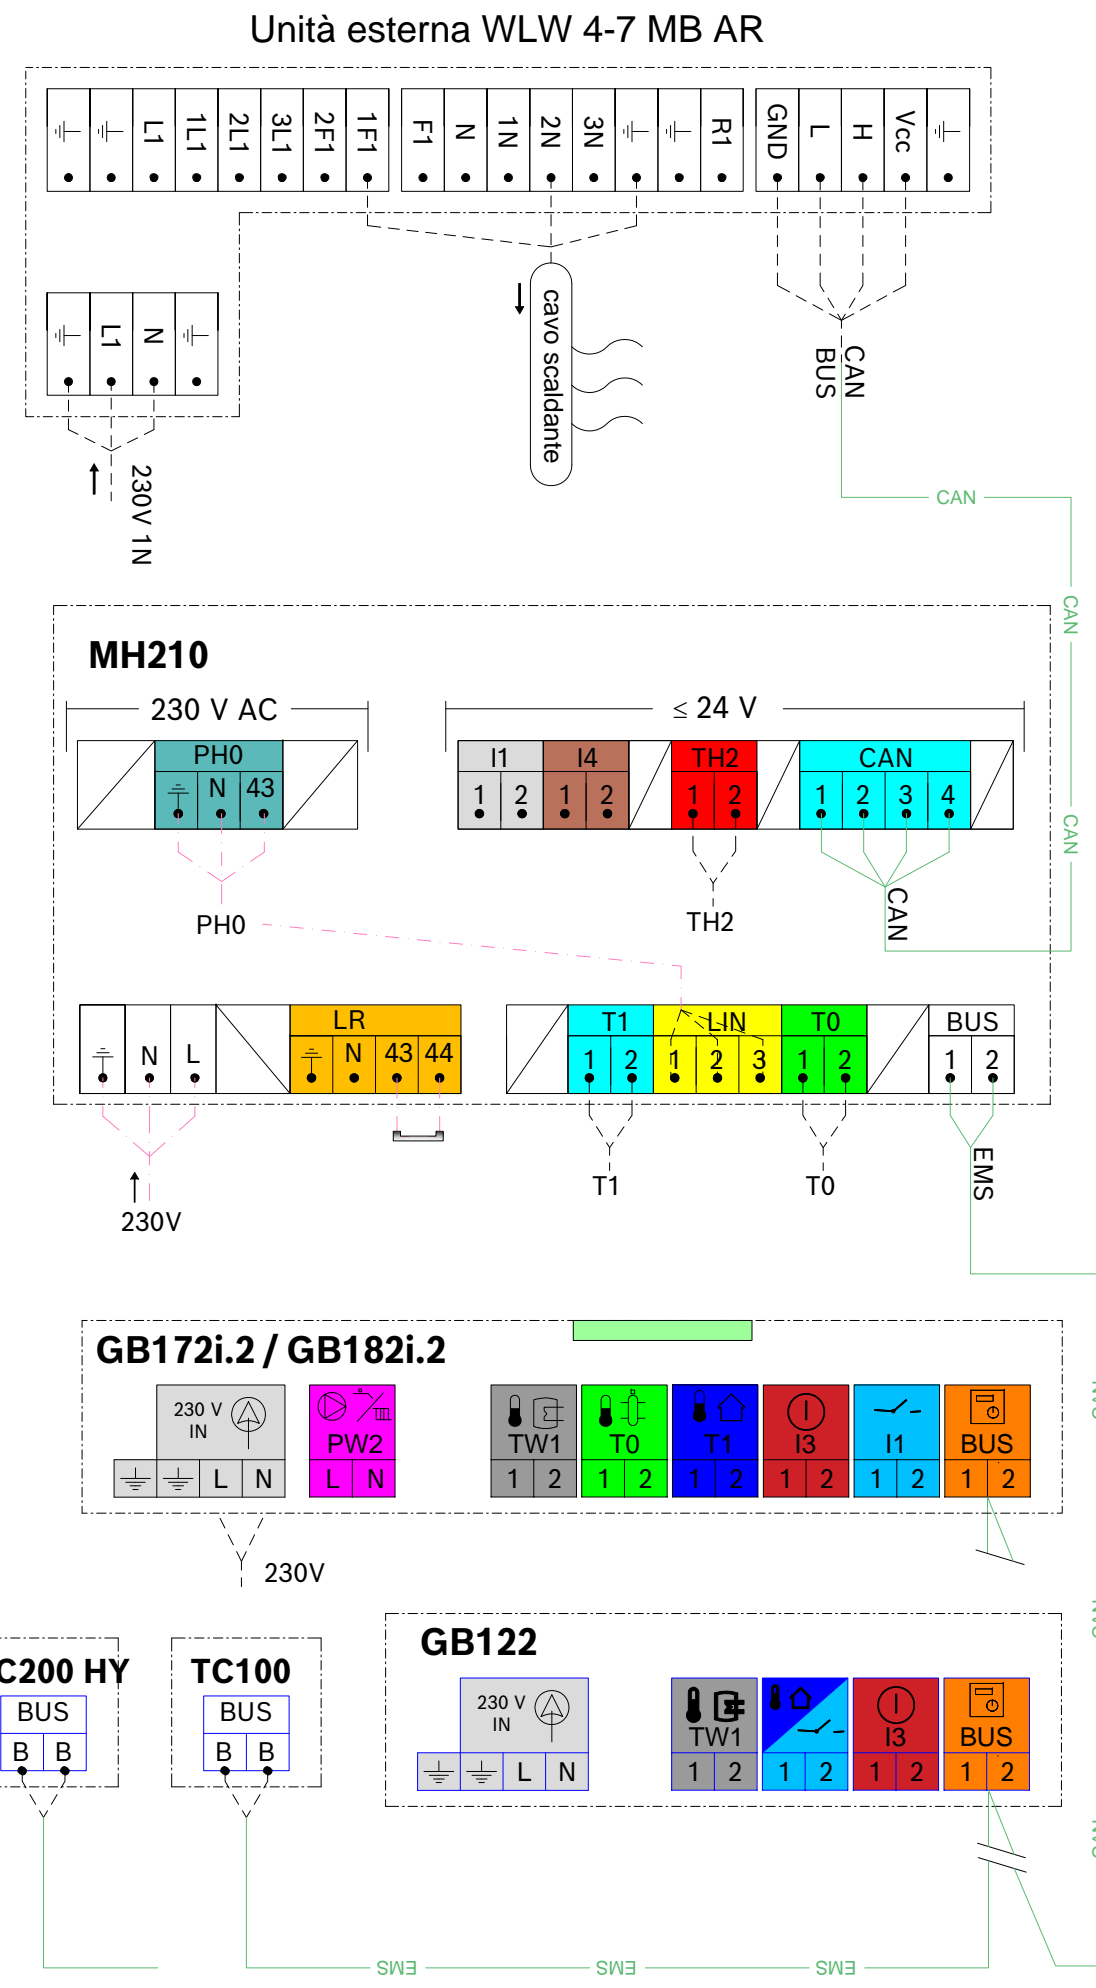 Unità esterna WLW 4-7 MB AR
L1 1L1 2L1 3L1 2F1 1F1
F1 N 1N 2N 3N R1
GND L H Vcc
L1 N
cavo scaldante
CAN
BUS
230V 1N
CAN
CAN
MH210
230 V AC
≤ 24 V
PH0
N 43
I1 I4 TH2 CAN
1 2 1 2 1 2 1 2 3 4
CAN
PH0
TH2
CAN
LR
N L N 43 44
T1 LIN T0 BUS
1 2 1 2 3 1 2 1 2
T1
T0
EMS
230V
GB172i.2 / GB182i.2
230 V
IN
L N
PW2
L N
TW1 T0 T1 I3 I1 BUS
1 2 1 2 1 2 1 2 1 2 1 2
230V
GB122
230 V
IN
L N
TW1 I3 BUS
1 2 1 2 1 2 1 2
C200 HY
BUS
B B
TC100
BUS
B B
EMS EMS EMS